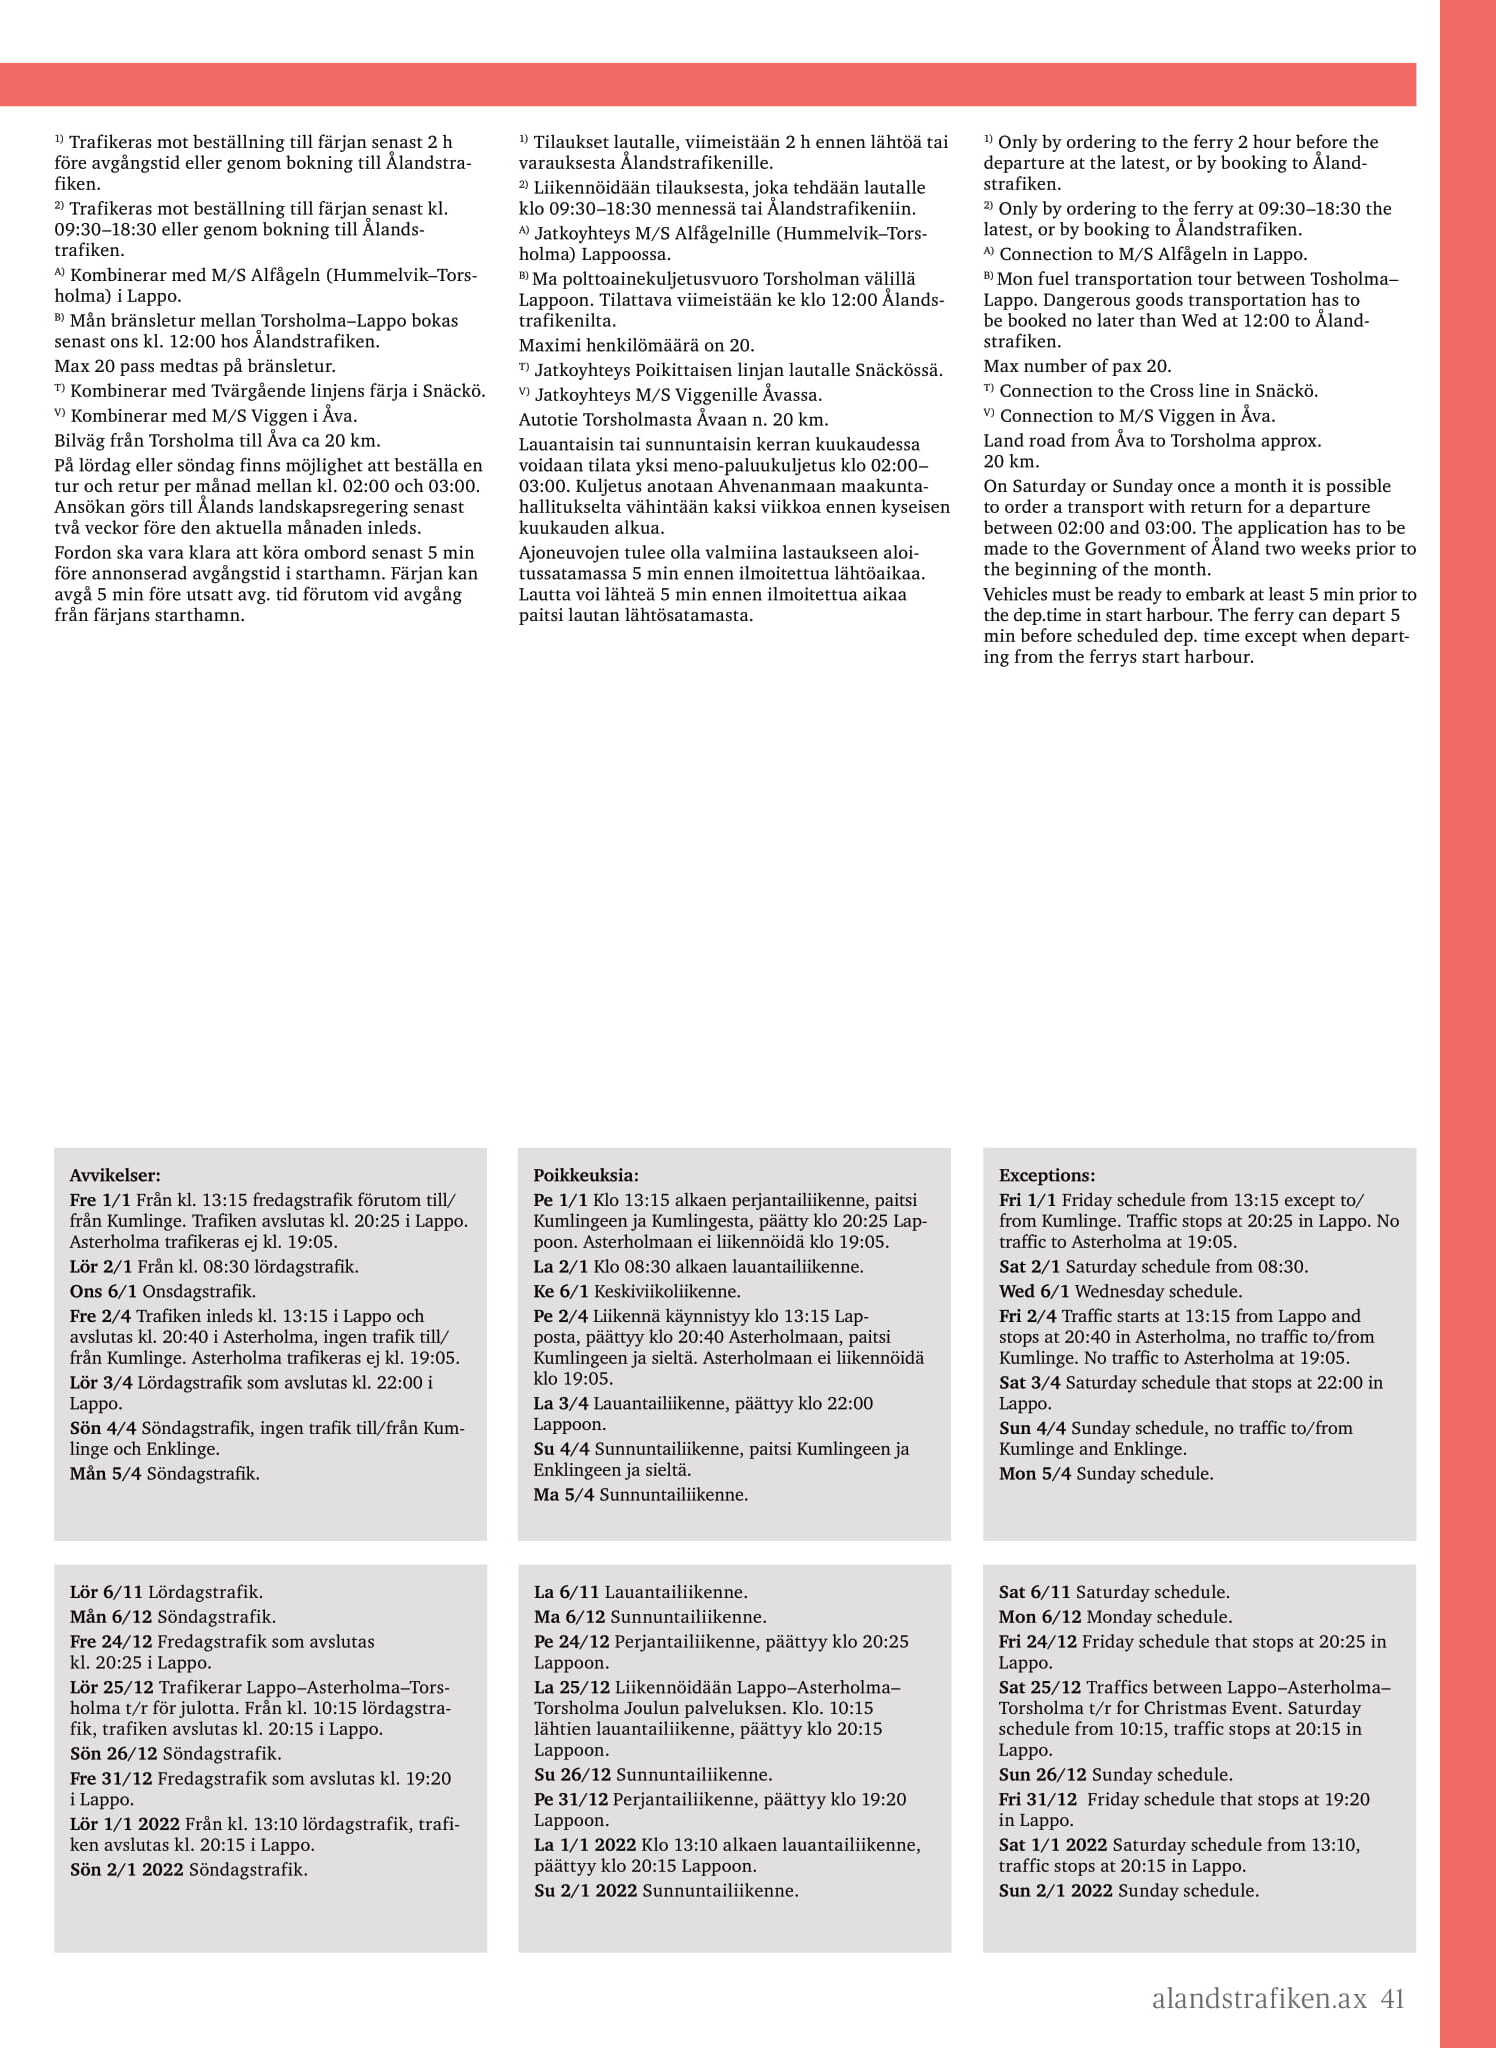 1) Trafikeras mot beställning till färjan senast 2 h
före avgångstid eller genom bokning till Ålandstra-
fiken.
2) Trafikeras mot beställning till färjan senast kl.
09:30–18:30 eller genom bokning till Ålands-
trafiken.
A) Kombinerar med M/S Alfågeln (Hummelvik–Tors-
holma) i Lappo.
B) Mån bränsletur mellan Torsholma–Lappo bokas
senast ons kl. 12:00 hos Ålandstrafiken.
Max 20 pass medtas på bränsletur.
T) Kombinerar med Tvärgående linjens färja i Snäckö.
V) Kombinerar med M/S Viggen i Åva.
Bilväg från Torsholma till Åva ca 20 km.
På lördag eller söndag finns möjlighet att beställa en
tur och retur per månad mellan kl. 02:00 och 03:00.
Ansökan görs till Ålands landskapsregering senast
två veckor före den aktuella månaden inleds.
Fordon ska vara klara att köra ombord senast 5 min
före annonserad avgångstid i starthamn. Färjan kan
avgå 5 min före utsatt avg. tid förutom vid avgång
från färjans starthamn.
1) Tilaukset lautalle, viimeistään 2 h ennen lähtöä tai
varauksesta Ålandstrafikenille.
2) Liikennöidään tilauksesta, joka tehdään lautalle
klo 09:30–18:30 mennessä tai Ålandstrafikeniin.
A) Jatkoyhteys M/S Alfågelnille (Hummelvik–Tors-
holma) Lappoossa.
B) Ma polttoainekuljetusvuoro Torsholman välillä
Lappoon. Tilattava viimeistään ke klo 12:00 Ålands-
trafikenilta.
Maximi henkilömäärä on 20.
T) Jatkoyhteys Poikittaisen linjan lautalle Snäckössä.
V) Jatkoyhteys M/S Viggenille Åvassa.
Autotie Torsholmasta Åvaan n. 20 km.
Lauantaisin tai sunnuntaisin kerran kuukaudessa
voidaan tilata yksi meno-paluukuljetus klo 02:00–
03:00. Kuljetus anotaan Ahvenanmaan maakunta-
hallitukselta vähintään kaksi viikkoa ennen kyseisen
kuukauden alkua.
Ajoneuvojen tulee olla valmiina lastaukseen aloi-
tussatamassa 5 min ennen ilmoitettua lähtöaikaa.
Lautta voi lähteä 5 min ennen ilmoitettua aikaa
paitsi lautan lähtösatamasta.
1) Only by ordering to the ferry 2 hour before the
departure at the latest, or by booking to Åland-
strafiken.
2) Only by ordering to the ferry at 09:30–18:30 the
latest, or by booking to Ålandstrafiken.
A) Connection to M/S Alfågeln in Lappo.
B) Mon fuel transportation tour between Tosholma–
Lappo. Dangerous goods transportation has to
be booked no later than Wed at 12:00 to Åland-
strafiken.
Max number of pax 20.
T) Connection to the Cross line in Snäckö.
V) Connection to M/S Viggen in Åva.
Land road from Åva to Torsholma approx.
20 km.
On Saturday or Sunday once a month it is possible
to order a transport with return for a departure
between 02:00 and 03:00. The application has to be
made to the Government of Åland two weeks prior to
the beginning of the month.
Vehicles must be ready to embark at least 5 min prior to
the dep.time in start harbour. The ferry can depart 5
min before scheduled dep. time except when depart-
ing from the ferrys start harbour.
Avvikelser:
Fre 1/1 Från kl. 13:15 fredagstrafik förutom till/
från Kumlinge. Trafiken avslutas kl. 20:25 i Lappo.
Asterholma trafikeras ej kl. 19:05.
Lör 2/1 Från kl. 08:30 lördagstrafik.
Ons 6/1 Onsdagstrafik.
Fre 2/4 Trafiken inleds kl. 13:15 i Lappo och
avslutas kl. 20:40 i Asterholma, ingen trafik till/
från Kumlinge. Asterholma trafikeras ej kl. 19:05.
Lör 3/4 Lördagstrafik som avslutas kl. 22:00 i
Lappo.
Sön 4/4 Söndagstrafik, ingen trafik till/från Kum-
linge och Enklinge.
Mån 5/4 Söndagstrafik.
Poikkeuksia:
Pe 1/1 Klo 13:15 alkaen perjantailiikenne, paitsi
Kumlingeen ja Kumlingesta, päätty klo 20:25 Lap-
poon. Asterholmaan ei liikennöidä klo 19:05.
La 2/1 Klo 08:30 alkaen lauantailiikenne.
Ke 6/1 Keskiviikoliikenne.
Pe 2/4 Liikennä käynnistyy klo 13:15 Lap-
posta, päättyy klo 20:40 Asterholmaan, paitsi
Kumlingeen ja sieltä. Asterholmaan ei liikennöidä
klo 19:05.
La 3/4 Lauantailiikenne, päättyy klo 22:00
Lappoon.
Su 4/4 Sunnuntailiikenne, paitsi Kumlingeen ja
Enklingeen ja sieltä.
Ma 5/4 Sunnuntailiikenne.
Exceptions:
Fri 1/1 Friday schedule from 13:15 except to/
from Kumlinge. Traffic stops at 20:25 in Lappo. No
traffic to Asterholma at 19:05.
Sat 2/1 Saturday schedule from 08:30.
Wed 6/1 Wednesday schedule.
Fri 2/4 Traffic starts at 13:15 from Lappo and
stops at 20:40 in Asterholma, no traffic to/from
Kumlinge. No traffic to Asterholma at 19:05.
Sat 3/4 Saturday schedule that stops at 22:00 in
Lappo.
Sun 4/4 Sunday schedule, no traffic to/from
Kumlinge and Enklinge.
Mon 5/4 Sunday schedule.
Lör 6/11 Lördagstrafik.
Mån 6/12 Söndagstrafik.
Fre 24/12 Fredagstrafik som avslutas
kl. 20:25 i Lappo.
Lör 25/12 Trafikerar Lappo–Asterholma–Tors-
holma t/r för julotta. Från kl. 10:15 lördagstra-
fik, trafiken avslutas kl. 20:15 i Lappo.
Sön 26/12 Söndagstrafik.
Fre 31/12 Fredagstrafik som avslutas kl. 19:20
i Lappo.
Lör 1/1 2022 Från kl. 13:10 lördagstrafik, trafi-
ken avslutas kl. 20:15 i Lappo.
Sön 2/1 2022 Söndagstrafik.
La 6/11 Lauantailiikenne.
Ma 6/12 Sunnuntailiikenne.
Pe 24/12 Perjantailiikenne, päättyy klo 20:25
Lappoon.
La 25/12 Liikennöidään Lappo–Asterholma–
Torsholma Joulun palveluksen. Klo. 10:15
lähtien lauantailiikenne, päättyy klo 20:15
Lappoon.
Su 26/12 Sunnuntailiikenne.
Pe 31/12 Perjantailiikenne, päättyy klo 19:20
Lappoon.
La 1/1 2022 Klo 13:10 alkaen lauantailiikenne,
päättyy klo 20:15 Lappoon.
Su 2/1 2022 Sunnuntailiikenne.
Sat 6/11 Saturday schedule.
Mon 6/12 Monday schedule.
Fri 24/12 Friday schedule that stops at 20:25 in
Lappo.
Sat 25/12 Traffics between Lappo–Asterholma–
Torsholma t/r for Christmas Event. Saturday
schedule from 10:15, traffic stops at 20:15 in
Lappo.
Sun 26/12 Sunday schedule.
Fri 31/12 Friday schedule that stops at 19:20
in Lappo.
Sat 1/1 2022 Saturday schedule from 13:10,
traffic stops at 20:15 in Lappo.
Sun 2/1 2022 Sunday schedule.
alandstrafiken.ax 41